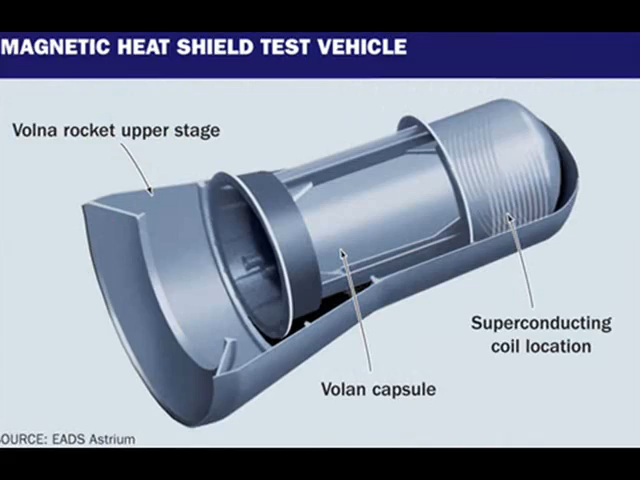 MAGNETIC HEAT SHIELD TEST VEHICLE
Volna rocket upper stage
Superconducting
coil location
Volan capsule
OURCE: EADS Astrium